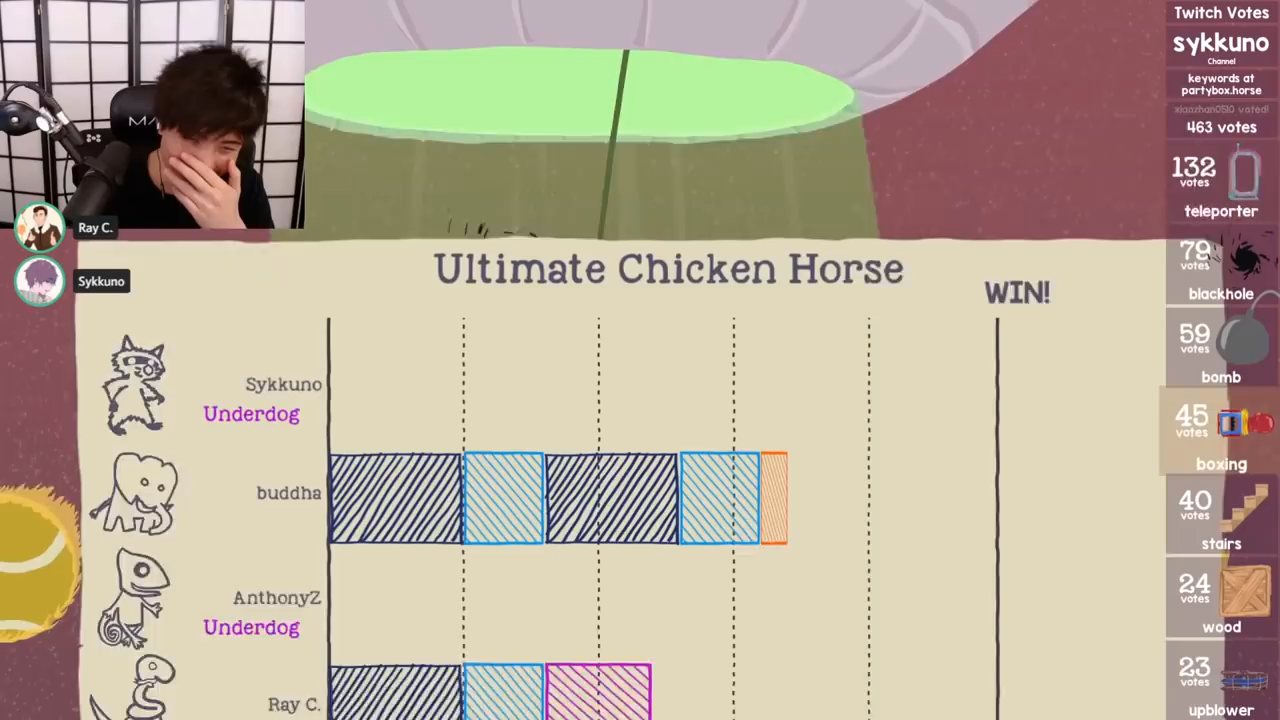 Twitch Votes
sykkuno
Channel
keywords at
partybox.horse
xiaozhan0510 voted!
463 votes
132
votes
teleporter
79
votes
blackhole
59
votes
bomb
45
votes
boxing
40
votes
stairs
24
votes
wood
23
votes
upblower
Ray C.
Sykkuno
Ultimate Chicken Horse
WIN!
Sykkuno
Underdog
buddha
AnthonyZ
Underdog
Ray C.